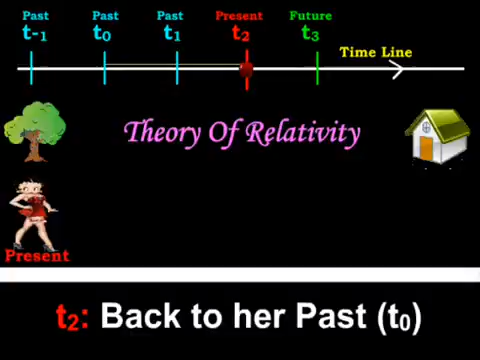 Past Past Past Present Future
t-1 t0 t1 t2 t3
Time Line
Theory Of Relativity
Present
t2: Back to her Past (t0)